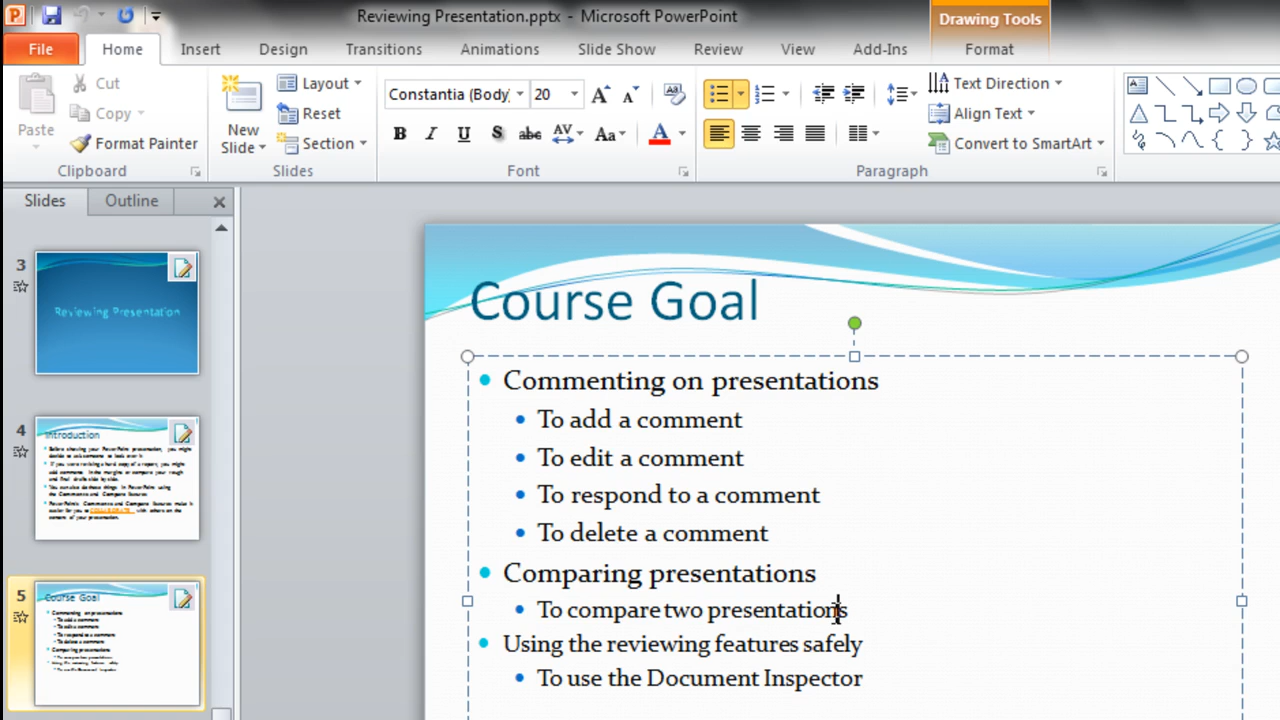 Reviewing Presentation.pptx - Microsoft PowerPoint
Drawing Tools
File Home Insert Design Transitions Animations Slide Show Review View Add-Ins Format
Paste
Cut
Copy
Format Painter
Clipboard
New Slide
Layout
Reset
Section
Slides
Constantia (Body) 20
B I U S abc AV Aa A
Font
Text Direction
Align Text
Convert to SmartArt
Paragraph
Slides Outline
3
Reviewing Presentation
4
Introduction
5
Course Goal
Course Goal
Commenting on presentations
To add a comment
To edit a comment
To respond to a comment
To delete a comment
Comparing presentations
To compare two presentations
Using the reviewing features safely
To use the Document Inspector